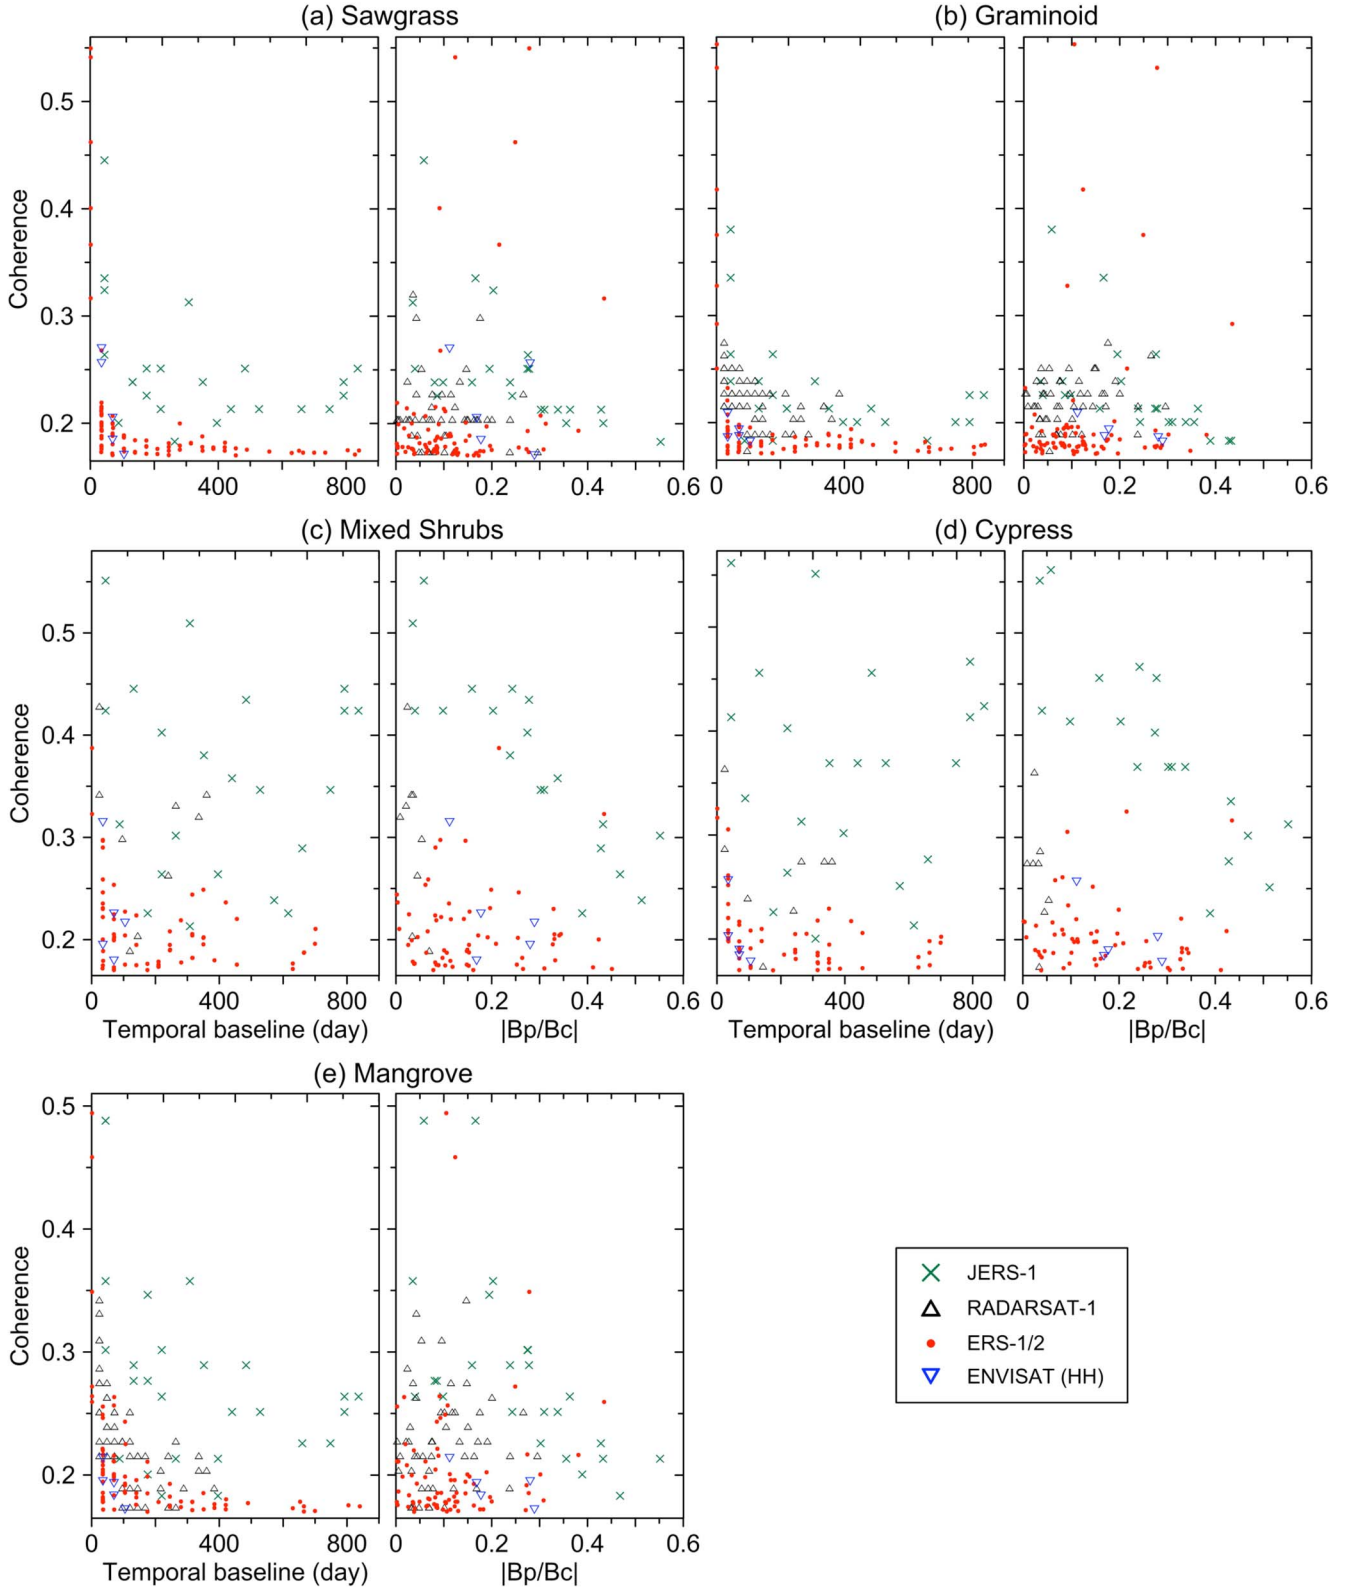 (a) Sawgrass
(b) Graminoid
Coherence
0.5
0.4
0.3
0.2
0 400 800 0 0.2 0.4 0.6 0 400 800 0 0.2 0.4 0.6
(c) Mixed Shrubs
(d) Cypress
Coherence
0.5
0.4
0.3
0.2
0 400 800 0 0.2 0.4 0.6 0 400 800 0 0.2 0.4 0.6
Temporal baseline (day) |Bp/Bc| Temporal baseline (day) |Bp/Bc|
(e) Mangrove
Coherence
0.5
0.4
0.3
0.2
0 400 800 0 0.2 0.4 0.6
Temporal baseline (day) |Bp/Bc|
JERS-1
RADARSAT-1
ERS-1/2
ENVISAT (HH)